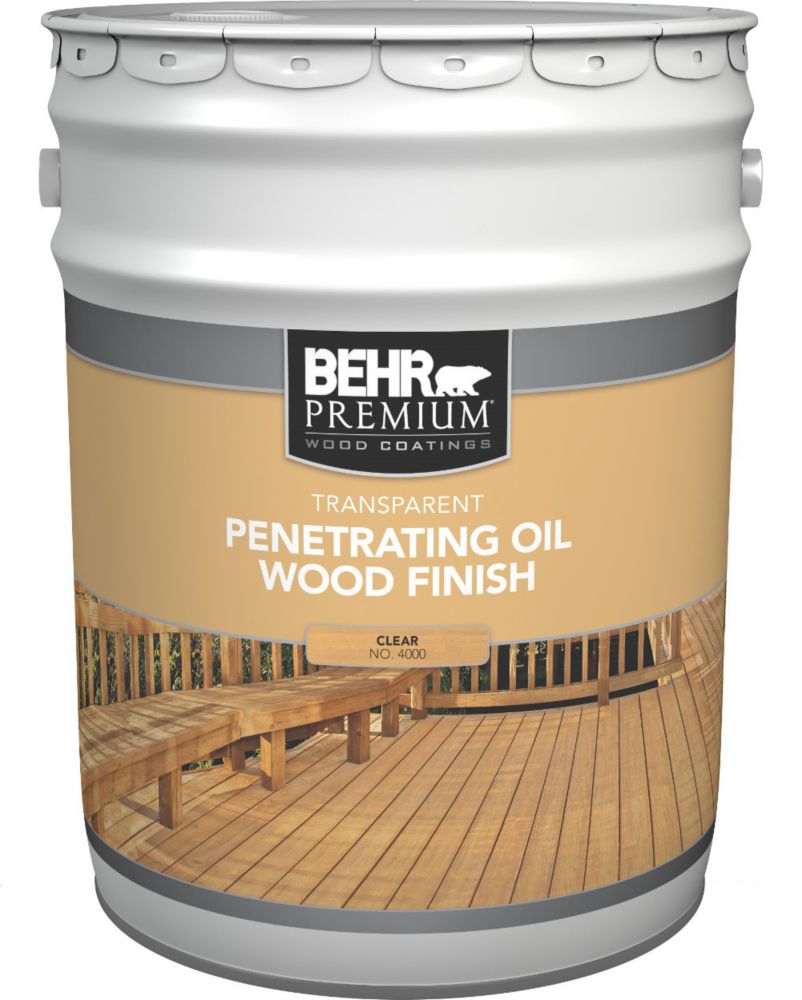 BEHR
PREMIUM®
WOOD COATINGS
TRANSPARENT
PENETRATING OIL
WOOD FINISH
CLEAR
NO. 4000